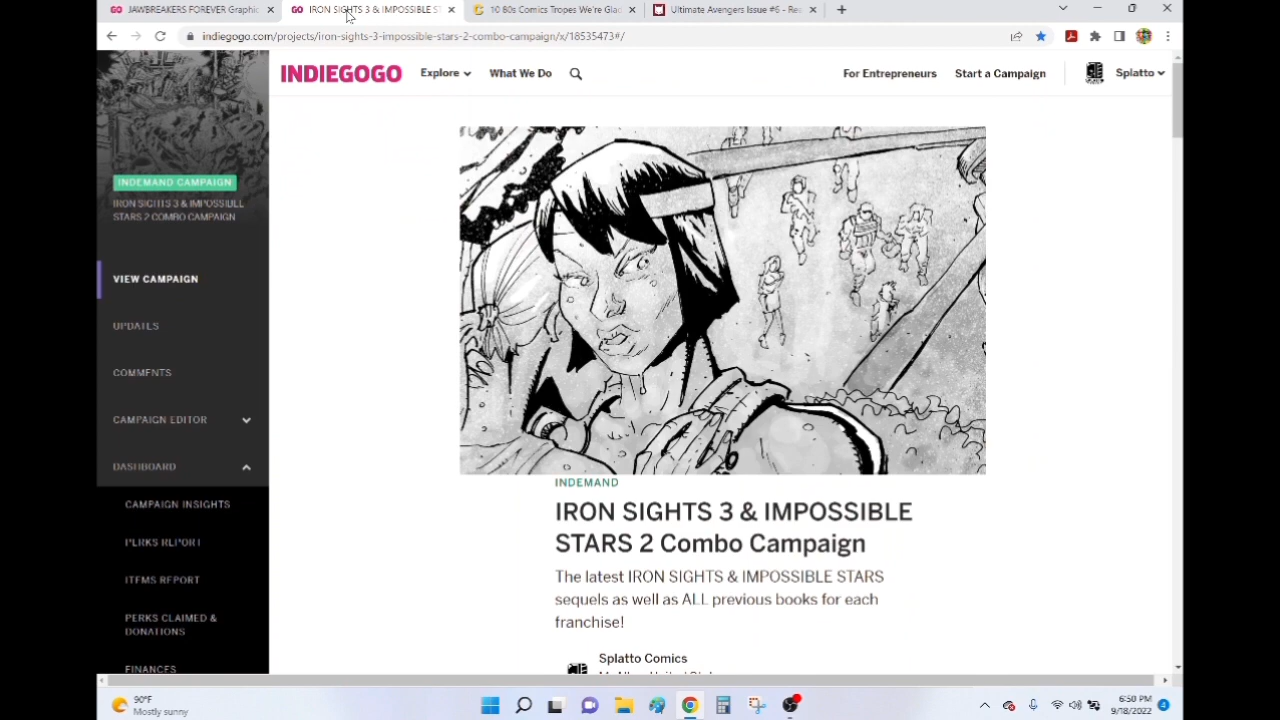 JAWBREAKERS FOREVER Graphic
IRON SIGHTS 3 & IMPOSSIBLE ST
10 80s Comics Tropes We're Glad
Ultimate Avengers Issue #6 - Rea
indiegogo.com/projects/iron-sights-3-impossible-stars-2-combo-campaign/x/18535473#/
INDIEGOGO
Explore
What We Do
For Entrepreneurs
Start a Campaign
Splatto
INDEMAND CAMPAIGN
IRON SIGHTS 3 & IMPOSSIBLE
STARS 2 COMBO CAMPAIGN
VIEW CAMPAIGN
UPDATES
COMMENTS
CAMPAIGN EDITOR
DASHBOARD
CAMPAIGN INSIGHTS
PERKS REPORT
ITEMS REPORT
PERKS CLAIMED &
DONATIONS
FINANCES
INDEMAND
IRON SIGHTS 3 & IMPOSSIBLE
STARS 2 Combo Campaign
The latest IRON SIGHTS & IMPOSSIBLE STARS
sequels as well as ALL previous books for each
franchise!
Splatto Comics
90°F
Mostly sunny
6:50 PM
9/18/2022
4